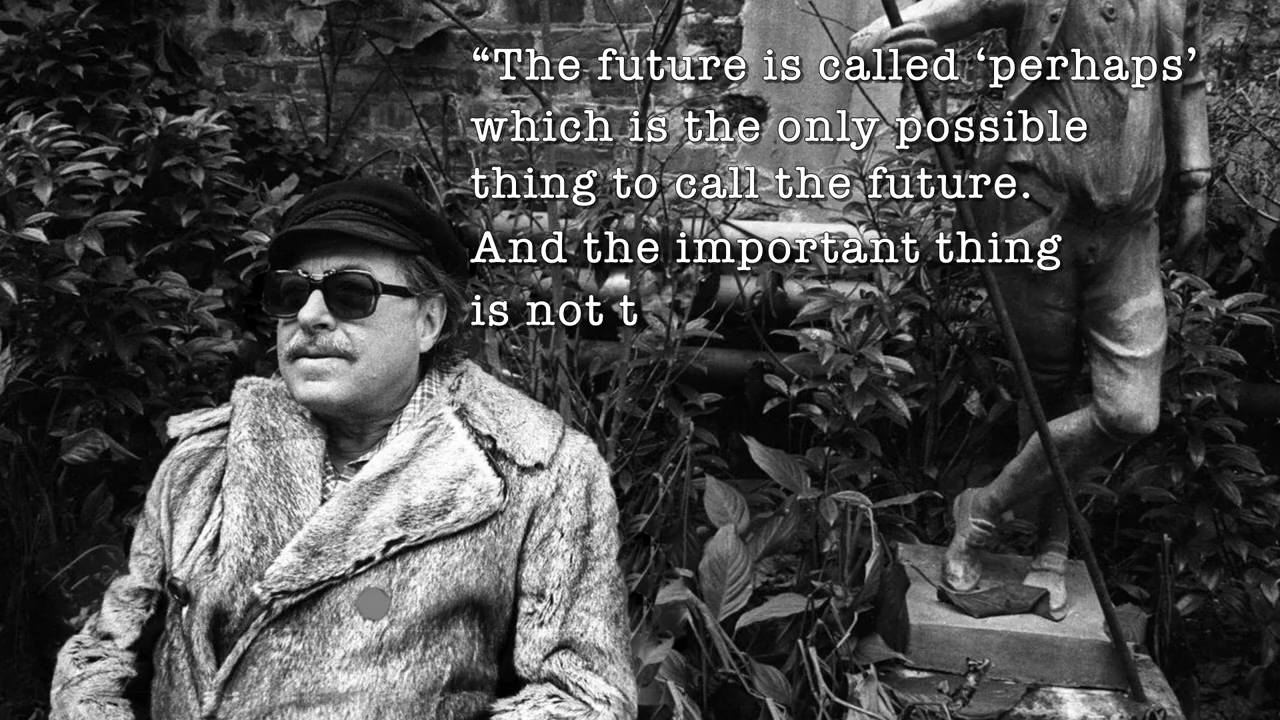 “The future is called ‘perhaps’
which is the only possible
thing to call the future.
And the important thing
is not t